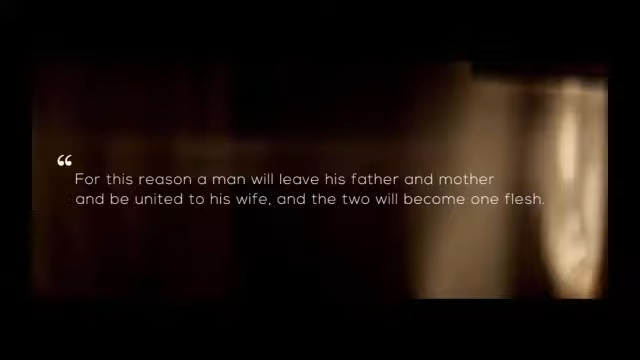 “
For this reason a man will leave his father and mother
and be united to his wife, and the two will become one flesh.